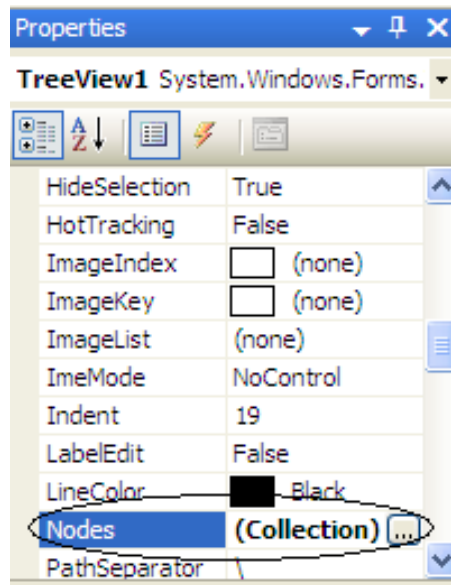 Properties
TreeView1 System.Windows.Forms.
A Z
HideSelection True
HotTracking False
ImageIndex (none)
ImageKey (none)
ImageList (none)
ImeMode NoControl
Indent 19
LabelEdit False
LineColor Black
Nodes (Collection) ...
PathSeparator \